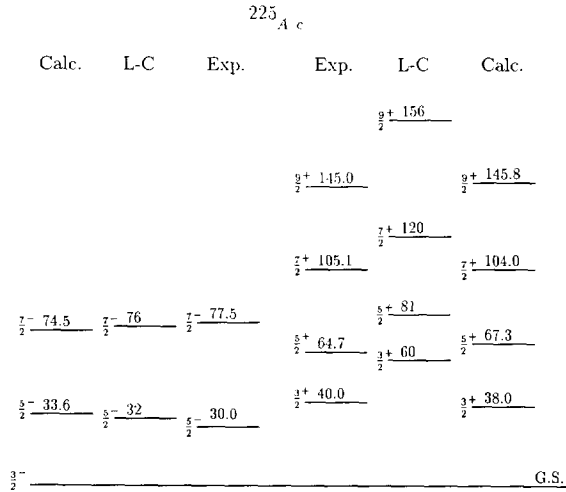 225
Ac
Calc. L-C Exp. Exp. L-C Calc.
9/2+ 156
9/2+ 145.0 9/2+ 145.8
7/2+ 120
7/2+ 105.1 7/2+ 104.0
5/2+ 81
7/2- 74.5 7/2- 76 7/2- 77.5
5/2+ 64.7 3/2+ 60 5/2+ 67.3
3/2+ 40.0 3/2+ 38.0
5/2- 33.6 5/2- 32 5/2- 30.0
3/2- G.S.